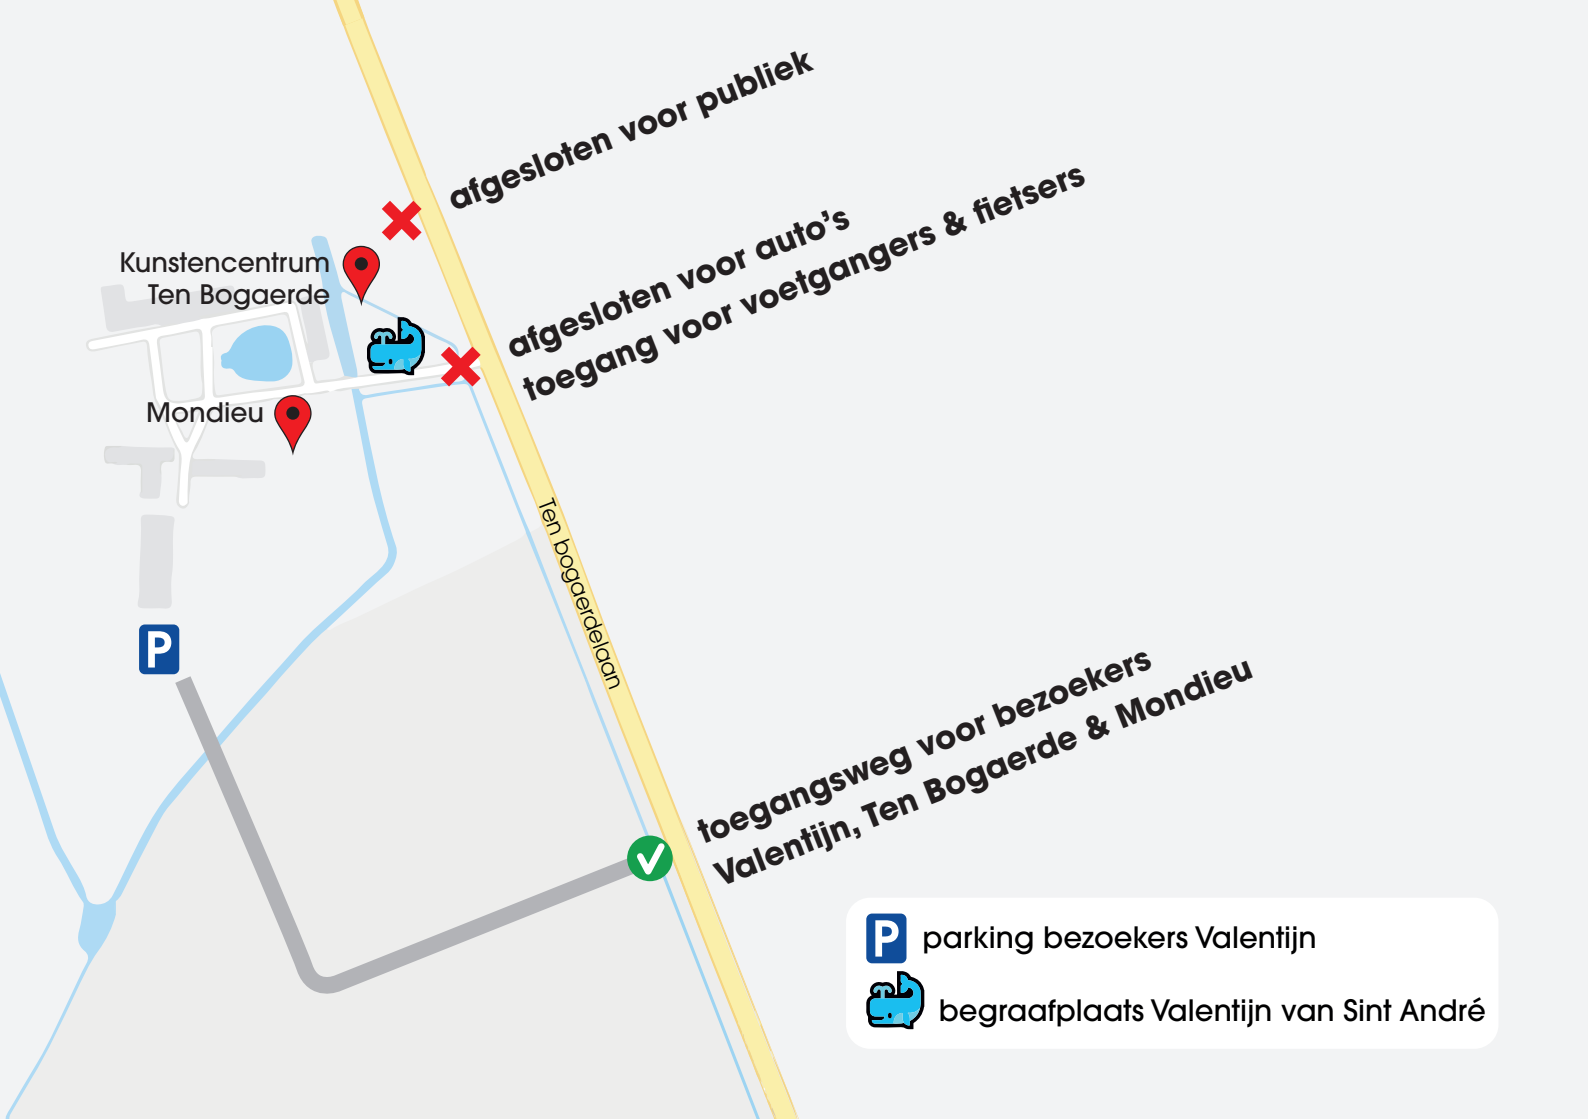 afgesloten voor publiek
afgesloten voor auto's
toegang voor voetgangers & fietsers
Kunstencentrum
Ten Bogaerde
Mondieu
Ten bogaerdelaan
P
toegangsweg voor bezoekers
Valentijn, Ten Bogaerde & Mondieu
P parking bezoekers Valentijn
begraafplaats Valentijn van Sint André